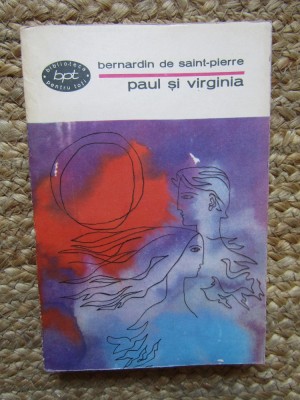 biblioteca
bpt
pentru toți
bernardin de saint-pierre
paul și virginia